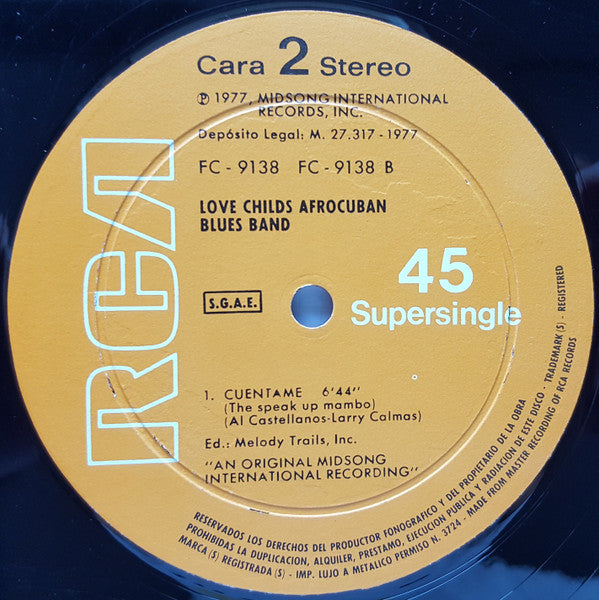 Cara 2 Stereo
℗ 1977, MIDSONG INTERNATIONAL
RECORDS, INC.
Depósito Legal: M. 27.317 - 1977
FC - 9138 FC - 9138 B
LOVE CHILDS AFROCUBAN
BLUES BAND
RCA
S.G.A.E.
45
Supersingle
1. CUENTAME 6'44''
(The speak up mambo)
(Al Castellanos-Larry Calmas)
Ed.: Melody Trails, Inc.
"AN ORIGINAL MIDSONG
INTERNATIONAL RECORDING"
RESERVADOS LOS DERECHOS DEL PRODUCTOR FONOGRAFICO Y DEL PROPIETARIO DE LA OBRA
PROHIBIDAS LA DUPLICACION, ALQUILER, PRESTAMO, EJECUCION PUBLICA Y RADIACION DE ESTE DISCO - TRADEMARK (S) - REGISTERED
MARCA (S) REGISTRADA (S) - IMP. LUJO A METALICO PERMISO N. 3724 - MADE FROM MASTER RECORDING OF RCA RECORDS